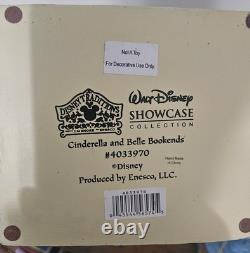 Not A Toy
For Decorative Use Only
DISNEY TRADITIONS
WALT DISNEY
SHOWCASE
COLLECTION
Cinderella and Belle Bookends
#4033970
©Disney
Produced by Enesco, LLC.
4033970